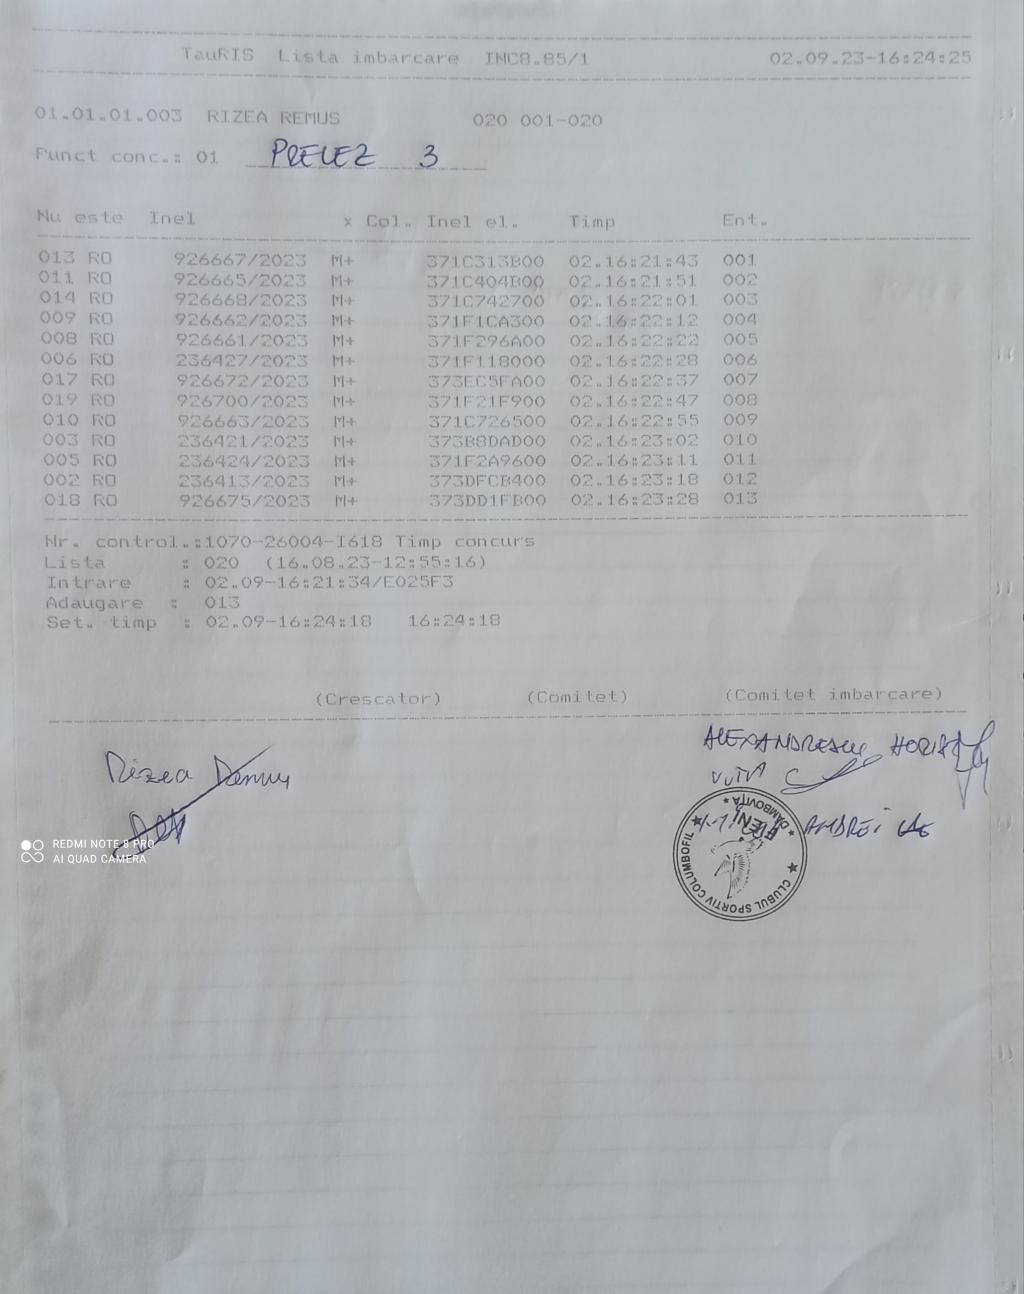 TauRIS Lista imbarcare INC8.85/1 02.09.23-16:24:25
01.01.01.003 RIZEA REMUS 020 001-020
Punct conc.: 01 PRELEZ 3
Nu este Inel x Col. Inel el. Timp Ent.
013 RO 926667/2023 M+ 371C313B00 02.16:21:43 001
011 RO 926665/2023 M+ 371C404B00 02.16:21:51 002
014 RO 926668/2023 M+ 371C742700 02.16:22:01 003
009 RO 926662/2023 M+ 371F1CA300 02.16:22:12 004
008 RO 926661/2023 M+ 371F296A00 02.16:22:22 005
006 RO 236427/2023 M+ 371F118000 02.16:22:28 006
017 RO 926672/2023 M+ 373EC5FA00 02.16:22:37 007
019 RO 926700/2023 M+ 371F21F900 02.16:22:47 008
010 RO 926663/2023 M+ 371C726500 02.16:22:55 009
003 RO 236421/2023 M+ 373B8DAD00 02.16:23:02 010
005 RO 236424/2023 M+ 371F2A9600 02.16:23:11 011
002 RO 236413/2023 M+ 373DFCB400 02.16:23:18 012
018 RO 926675/2023 M+ 373DD1FB00 02.16:23:28 013
Nr. control.:1070-26004-I618 Timp concurs
Lista : 020 (16.08.23-12:55:16)
Intrare : 02.09-16:21:34/E025F3
Adaugare : 013
Set. timp : 02.09-16:24:18 16:24:18
(Crescator) (Comitet) (Comitet imbarcare)
ALEXANDRESCU HORIA
Rizea Remus
ANDREI
CLUBUL SPORTIV COLUMBOFIL
FIENI
DAMBOVIȚA
REDMI NOTE 8 PRO
AI QUAD CAMERA